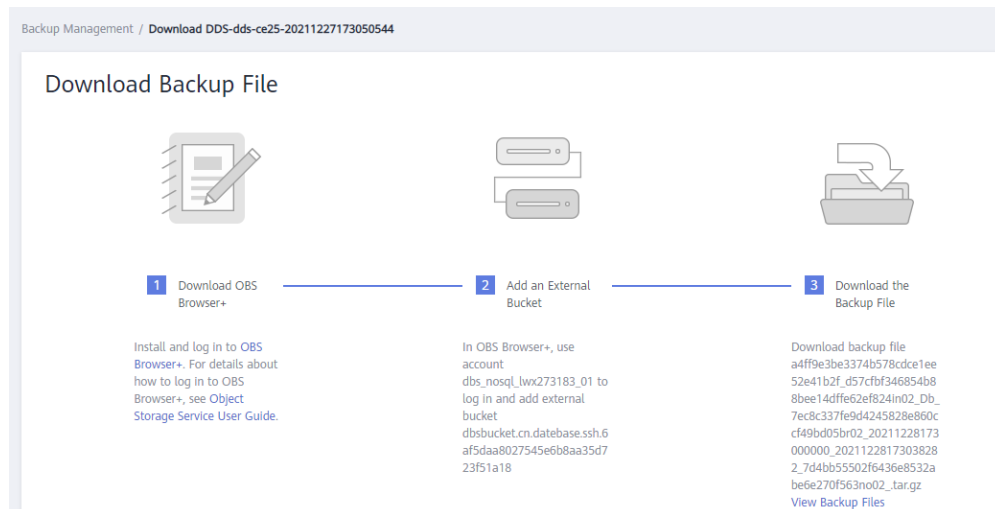 Backup Management / Download DDS-dds-ce25-20211227173050544
Download Backup File
1 Download OBS
Browser+
Install and log in to OBS
Browser+. For details about
how to log in to OBS
Browser+, see Object
Storage Service User Guide.
2 Add an External
Bucket
In OBS Browser+, use
account
dbs_nosql_lwx273183_01 to
log in and add external
bucket
dbsbucket.cn.datebase.ssh.6
af5daa8027545e6b8aa35d7
23f51a18
3 Download the
Backup File
Download backup file
a4ff9e3be3374b578cdce1ee
52e41b2f_d57cfbf346854b8
8bee14dffe62ef824in02_Db_
7ec8c337fe9d4245828e860c
cf49bd05br02_20211228173
000000_2021122817303828
2_7d4bb55502f6436e8532a
be6e270f563no02_.tar.gz
View Backup Files